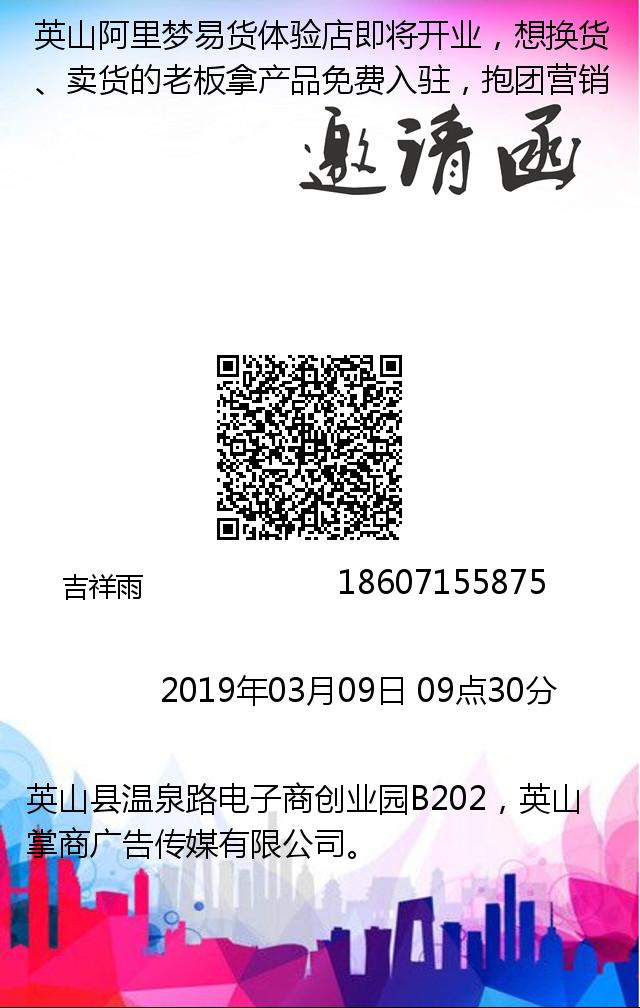 英山阿里梦易货体验店即将开业，想换货
、卖货的老板拿产品免费入驻，抱团营销
邀请函
吉祥雨
18607155875
2019年03月09日 09点30分
英山县温泉路电子商创业园B202，英山
掌商广告传媒有限公司。